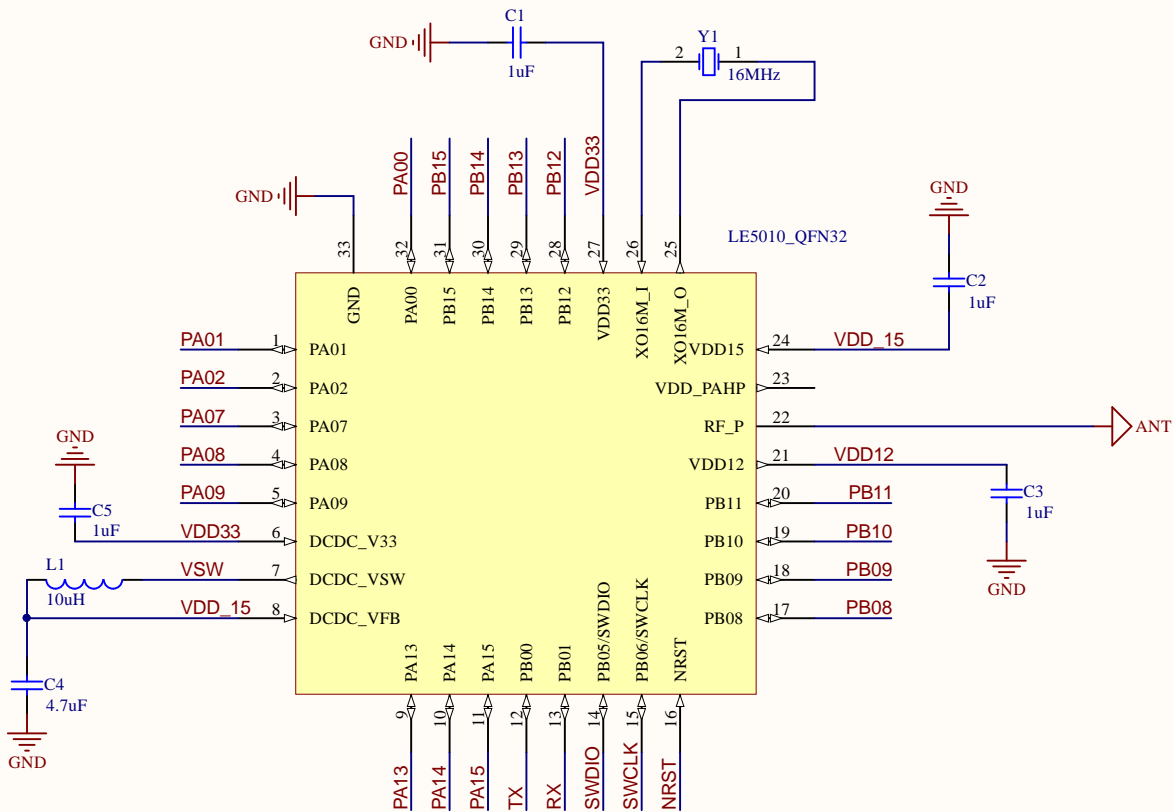 C1
GND
1uF
Y1
2
1
16MHz
PA00
PB15
PB14
PB13
PB12
VDD33
GND
GND
LE5010_QFN32
33
32
31
30
29
28
27
26
25
C2
1uF
GND
PA00
PB15
PB14
PB13
PB12
VDD33
XO16M_I
XO16M_O
PA01
1
PA01
VDD15
24
VDD_15
PA02
2
PA02
VDD_PAHP
23
PA07
3
PA07
RF_P
22
ANT
GND
PA08
4
PA08
VDD12
21
VDD12
PA09
5
PA09
PB11
20
PB11
C3
1uF
C5
1uF
VDD33
6
DCDC_V33
PB10
19
PB10
L1
10uH
VSW
7
DCDC_VSW
PB09
18
PB09
GND
VDD_15
8
DCDC_VFB
PB08
17
PB08
PA13
PA14
PA15
PB00
PB01
PB05/SWDIO
PB06/SWCLK
NRST
C4
4.7uF
GND
9
10
11
12
13
14
15
16
PA13
PA14
PA15
TX
RX
SWDIO
SWCLK
NRST